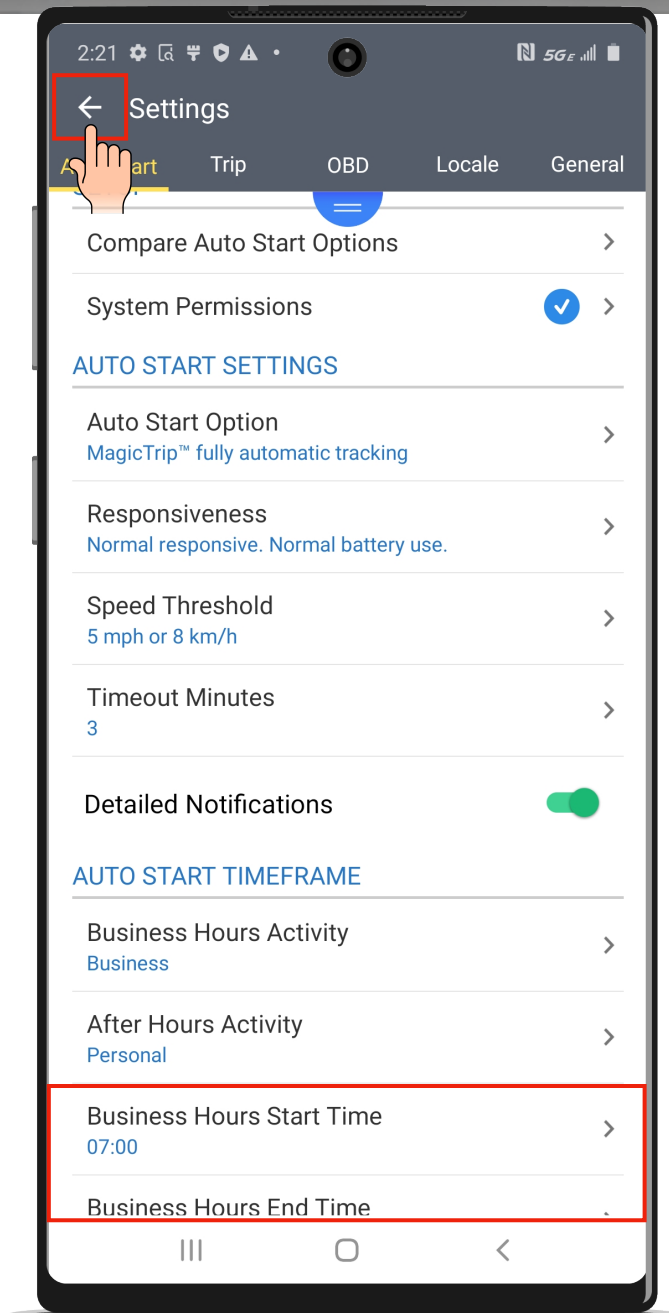 2:21
5GE
Settings
Trip OBD Locale General
Compare Auto Start Options
System Permissions
AUTO START SETTINGS
Auto Start Option
MagicTrip™ fully automatic tracking
Responsiveness
Normal responsive. Normal battery use.
Speed Threshold
5 mph or 8 km/h
Timeout Minutes
3
Detailed Notifications
AUTO START TIMEFRAME
Business Hours Activity
Business
After Hours Activity
Personal
Business Hours Start Time
07:00
Business Hours End Time